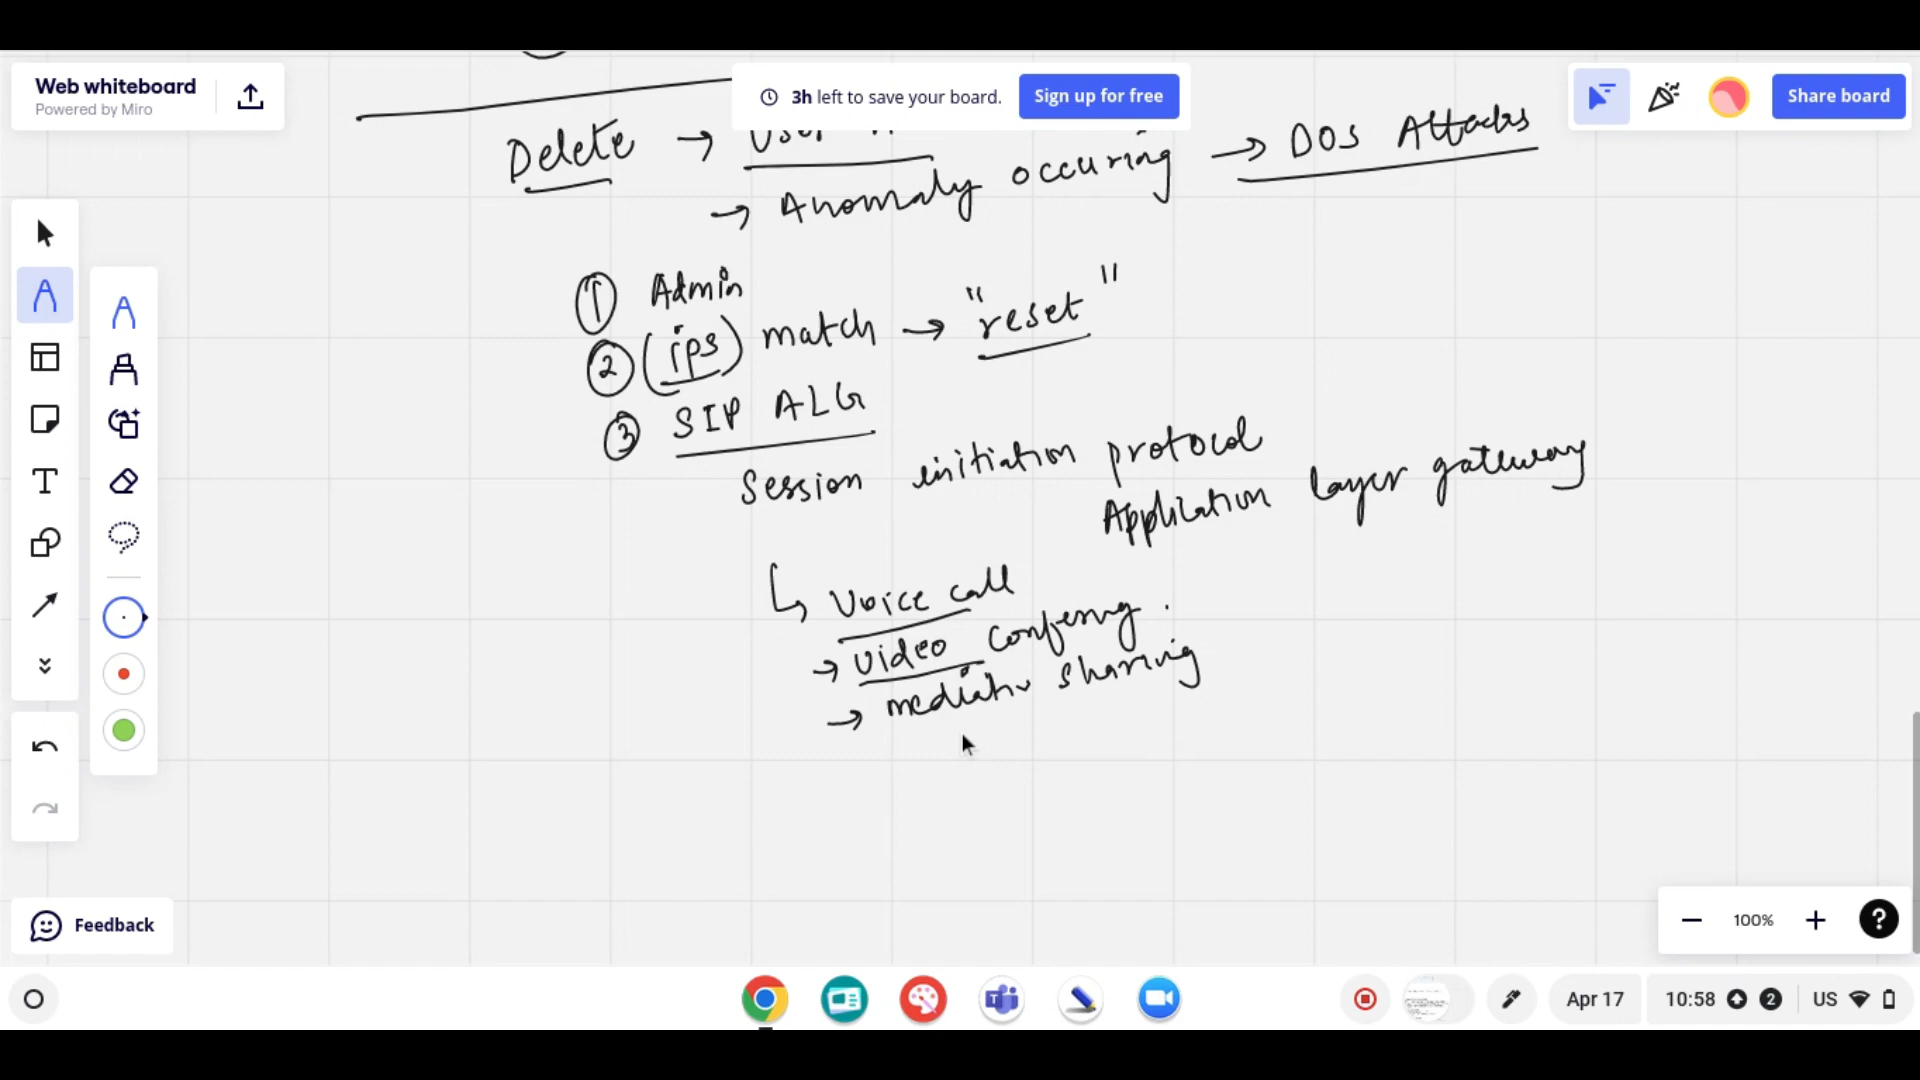 Web whiteboard
Powered by Miro
3h left to save your board.
Sign up for free
Share board
Delete → User
→ Anomaly occuring → DOS Attacks
① Admin
② (ips) match → "reset"
③ SIP ALG
Session initiation protocol
Application layer gateway
↳ Voice call
→ video
→ sharing
T
Feedback
100%
?
Apr 17
10:58
2
US